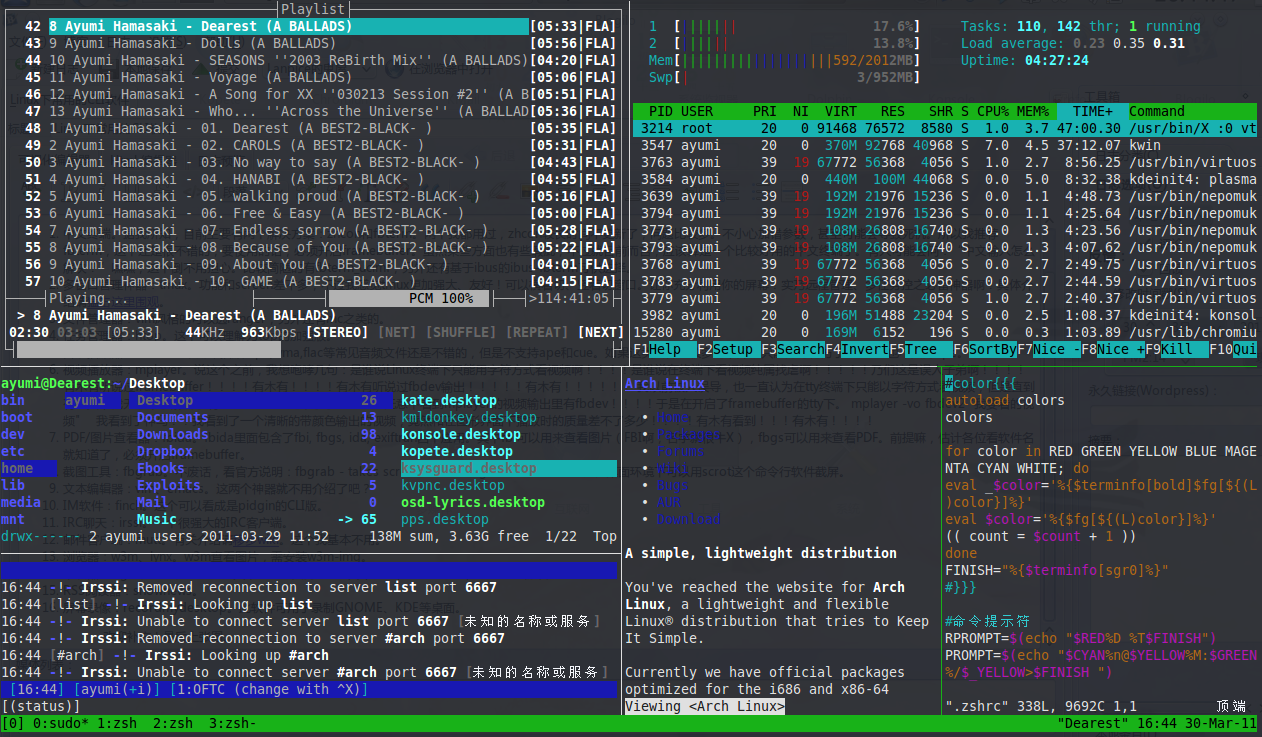 Playlist
42 8 Ayumi Hamasaki - Dearest (A BALLADS) [05:33|FLA]
43 9 Ayumi Hamasaki - Dolls (A BALLADS) [05:56|FLA]
44 10 Ayumi Hamasaki - SEASONS ''2003 ReBirth Mix'' (A BALLADS)[04:20|FLA]
45 11 Ayumi Hamasaki - Voyage (A BALLADS) [05:06|FLA]
46 12 Ayumi Hamasaki - A Song for XX ''030213 Session #2'' (A B[05:51|FLA]
47 13 Ayumi Hamasaki - Who... ''Across the Universe'' (A BALLAD[05:36|FLA]
48 1 Ayumi Hamasaki - 01. Dearest (A BEST2-BLACK- ) [05:35|FLA]
49 2 Ayumi Hamasaki - 02. CAROLS (A BEST2-BLACK- ) [05:31|FLA]
50 3 Ayumi Hamasaki - 03. No way to say (A BEST2-BLACK- ) [04:43|FLA]
51 4 Ayumi Hamasaki - 04. HANABI (A BEST2-BLACK- ) [04:55|FLA]
52 5 Ayumi Hamasaki - 05. walking proud (A BEST2-BLACK- ) [05:16|FLA]
53 6 Ayumi Hamasaki - 06. Free & Easy (A BEST2-BLACK- ) [05:00|FLA]
54 7 Ayumi Hamasaki - 07. Endless sorrow (A BEST2-BLACK- ) [05:28|FLA]
55 8 Ayumi Hamasaki - 08. Because of You (A BEST2-BLACK- ) [05:22|FLA]
56 9 Ayumi Hamasaki - 09. About You (A BEST2-BLACK- ) [04:01|FLA]
57 10 Ayumi Hamasaki - 10. GAME (A BEST2-BLACK- ) [04:15|FLA]
Playing... PCM 100% >114:41:05
> 8 Ayumi Hamasaki - Dearest (A BALLADS)
02:30 03:03 [05:33] 44KHz 963Kbps [STEREO] [NET] [SHUFFLE] [REPEAT] [NEXT]
1 [ 17.6%]
2 [ 13.8%]
Mem[ 592/2012MB]
Swp[ 3/952MB]
Tasks: 110, 142 thr; 1 running
Load average: 0.23 0.35 0.31
Uptime: 04:27:24
PID USER PRI NI VIRT RES SHR S CPU% MEM% TIME+ Command
3214 root 20 0 91468 76572 8580 S 1.0 3.7 47:00.30 /usr/bin/X :0 vt
3547 ayumi 20 0 370M 92768 40968 S 7.0 4.5 37:12.07 kwin
3763 ayumi 39 19 67772 56368 4056 S 1.0 2.7 8:56.25 /usr/bin/virtuos
3584 ayumi 20 0 440M 100M 44068 S 0.0 5.0 8:32.38 kdeinit4: plasma
3639 ayumi 39 19 192M 21976 15236 S 0.0 1.1 4:48.73 /usr/bin/nepomuk
3794 ayumi 39 19 192M 21976 15236 S 0.0 1.1 4:25.64 /usr/bin/nepomuk
3773 ayumi 39 19 108M 26808 16740 S 0.0 1.3 4:23.56 /usr/bin/nepomuk
3793 ayumi 39 19 108M 26808 16740 S 0.0 1.3 4:07.62 /usr/bin/nepomuk
3768 ayumi 39 19 67772 56368 4056 S 0.0 2.7 2:49.75 /usr/bin/virtuos
3783 ayumi 39 19 67772 56368 4056 S 0.0 2.7 2:44.59 /usr/bin/virtuos
3779 ayumi 39 19 67772 56368 4056 S 0.0 2.7 2:40.37 /usr/bin/virtuos
3982 ayumi 20 0 196M 51488 23204 S 0.0 2.5 1:08.37 kdeinit4: konsol
15280 ayumi 20 0 169M 6152 196 S 0.0 0.3 1:03.89 /usr/lib/chromiu
F1Help F2Setup F3SearchF4InvertF5Tree F6SortByF7Nice -F8Nice +F9Kill F10Qui
ayumi@Dearest:~/Desktop
bin ayumi Desktop 26 kate.desktop
boot Documents 13 kmldonkey.desktop
dev Downloads 98 konsole.desktop
etc Dropbox 4 kopete.desktop
home Ebooks 22 ksysguard.desktop
lib Exploits 5 kvpnc.desktop
media Mail 0 osd-lyrics.desktop
mnt Music -> 65 pps.desktop
drwx------ 2 ayumi users 2011-03-29 11:52 138M sum, 3.63G free 1/22 Top
16:44 -!- Irssi: Removed reconnection to server list port 6667
16:44 [list] -!- Irssi: Looking up list
16:44 -!- Irssi: Unable to connect server list port 6667 [未知的名称或服务]
16:44 -!- Irssi: Removed reconnection to server #arch port 6667
16:44 [#arch] -!- Irssi: Looking up #arch
16:44 -!- Irssi: Unable to connect server #arch port 6667 [未知的名称或服务]
[16:44] [ayumi(+i)] [1:OFTC (change with ^X)]
[(status)]
Arch Linux
• Home
• Packages
• Forums
• Wiki
• Bugs
• AUR
• Download
A simple, lightweight distribution
You've reached the website for Arch
Linux, a lightweight and flexible
Linux® distribution that tries to Keep
It Simple.
Currently we have official packages
optimized for the i686 and x86-64
Viewing <Arch Linux>
#color{{{
autoload colors
colors
for color in RED GREEN YELLOW BLUE MAGE
NTA CYAN WHITE; do
eval _$color='%{$terminfo[bold]$fg[${(L
)color}]%}'
eval $color='%{$fg[${(L)color}]%}'
(( count = $count + 1 ))
done
FINISH="%{$terminfo[sgr0]%}"
#}}}
#命令提示符
RPROMPT=$(echo "$RED%D %T$FINISH")
PROMPT=$(echo "$CYAN%n@$YELLOW%M:$GREEN
%/$_YELLOW>$FINISH ")
".zshrc" 338L, 9692C 1,1 顶端
[0] 0:sudo* 1:zsh 2:zsh 3:zsh- "Dearest" 16:44 30-Mar-11